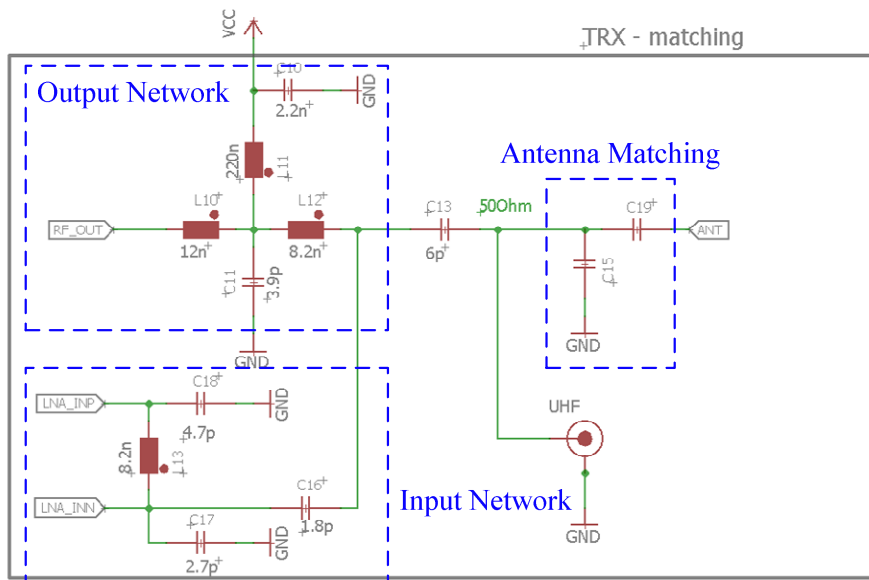 TRX - matching
VCC
Output Network
C10
2.2n
GND
220n
L11
L10
12n
L12
8.2n
RF_OUT
C11
3.9p
GND
C13
6p
50Ohm
Antenna Matching
C19
ANT
C15
GND
UHF
GND
C18
4.7p
GND
LNA_INP
8.2n
L13
LNA_INN
C16
1.8p
C17
2.7p
GND
Input Network